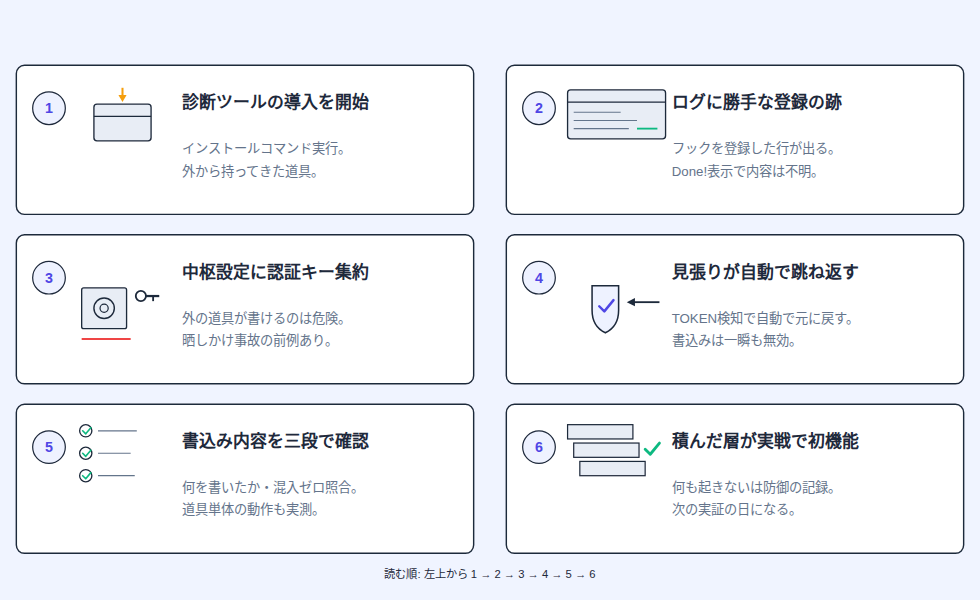 1
診断ツールの導入を開始
インストールコマンド実行。
外から持ってきた道具。
2
ログに勝手な登録の跡
フックを登録した行が出る。
Done!表示で内容は不明。
3
中枢設定に認証キー集約
外の道具が書けるのは危険。
晒しかけ事故の前例あり。
4
見張りが自動で跳ね返す
TOKEN検知で自動で元に戻す。
書込みは一瞬も無効。
5
書込み内容を三段で確認
何を書いたか・混入ゼロ照合。
道具単体の動作も実測。
6
積んだ層が実戦で初機能
何も起きないは防御の記録。
次の実証の日になる。
読む順: 左上から 1 → 2 → 3 → 4 → 5 → 6